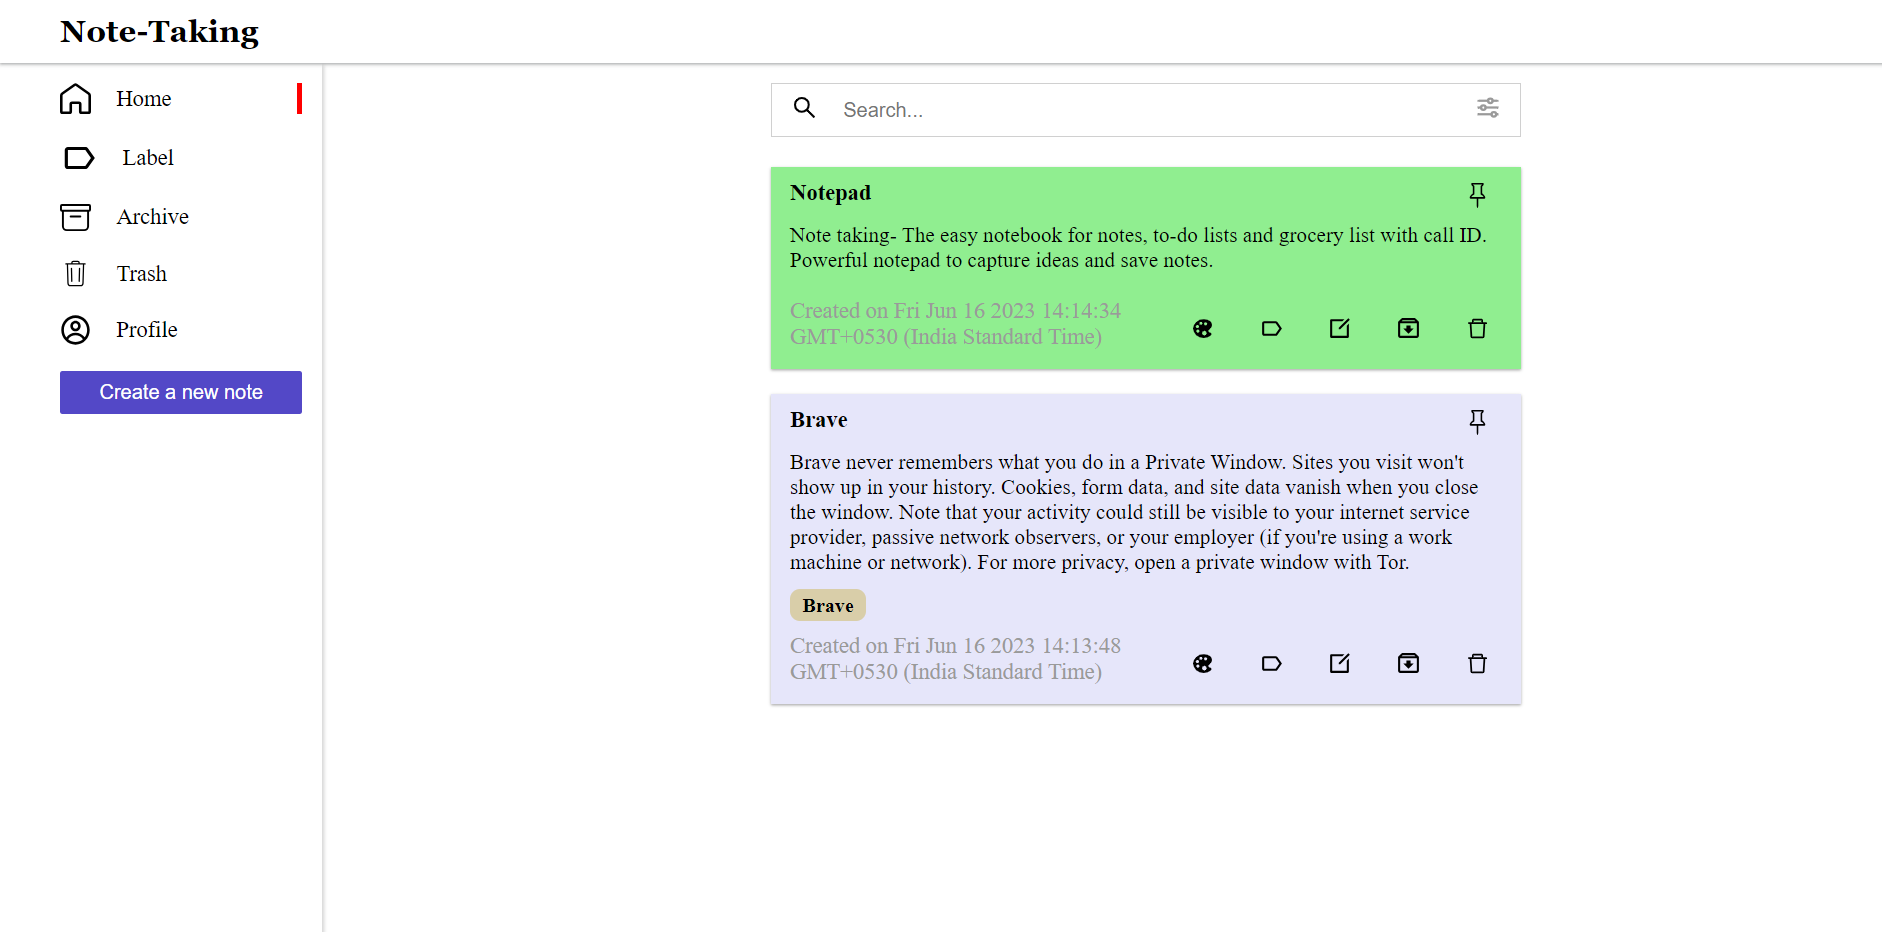 Note-Taking
Home
Label
Archive
Trash
Profile
Create a new note
Search...
Notepad
Note taking- The easy notebook for notes, to-do lists and grocery list with call ID.
Powerful notepad to capture ideas and save notes.
Created on Fri Jun 16 2023 14:14:34
GMT+0530 (India Standard Time)
Brave
Brave never remembers what you do in a Private Window. Sites you visit won't
show up in your history. Cookies, form data, and site data vanish when you close
the window. Note that your activity could still be visible to your internet service
provider, passive network observers, or your employer (if you're using a work
machine or network). For more privacy, open a private window with Tor.
Brave
Created on Fri Jun 16 2023 14:13:48
GMT+0530 (India Standard Time)